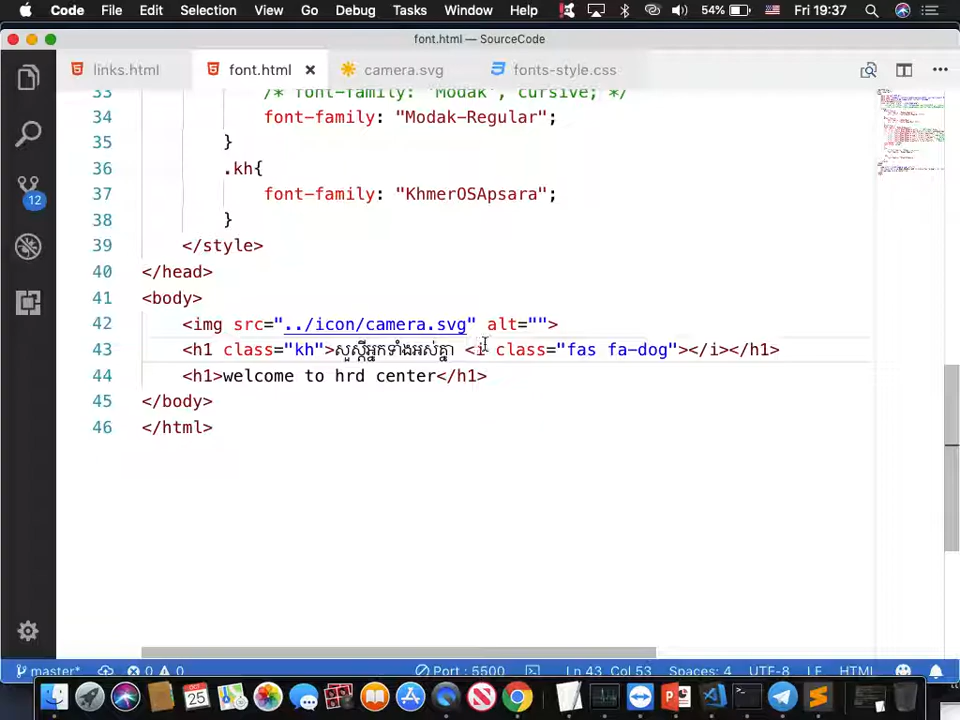 Code File Edit Selection View Go Debug Tasks Window Help 54% Fri 19:37
font.html — SourceCode
links.html font.html camera.svg fonts-style.css
33 /* font-family: 'Modak', cursive; */
34 font-family: "Modak-Regular";
35 }
36 .kh{
37 font-family: "KhmerOSApsara";
38 }
39 </style>
40 </head>
41 <body>
42 <img src="../icon/camera.svg" alt="">
43 <h1 class="kh">សួស្តីអ្នកទាំងអស់គ្នា <i class="fas fa-dog"></i></h1>
44 <h1>welcome to hrd center</h1>
45 </body>
46 </html>
12
master* 0 0 Port : 5500 Ln 43, Col 53 Spaces: 4 UTF-8 LF HTML
25